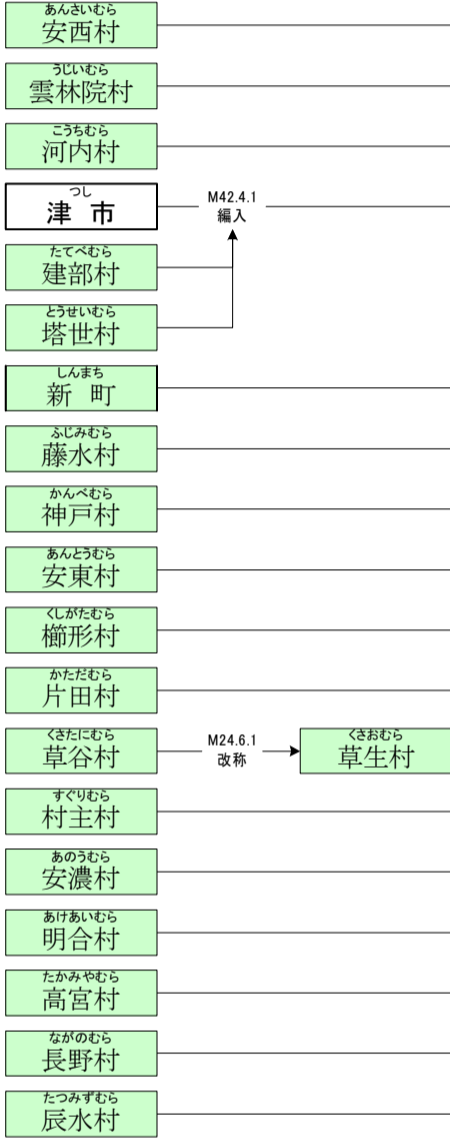 あんさいむら
安西村
うじいむら
雲林院村
こうちむら
河内村
つし
津 市
M42.4.1
編入
たてべむら
建部村
とうせいむら
塔世村
しんまち
新 町
ふじみむら
藤水村
かんべむら
神戸村
あんとうむら
安東村
くしがたむら
櫛形村
かただむら
片田村
くさたにむら
草谷村
M24.6.1
改称
くさおむら
草生村
すぐりむら
村主村
あのうむら
安濃村
あけあいむら
明合村
たかみやむら
高宮村
ながのむら
長野村
たつみずむら
辰水村